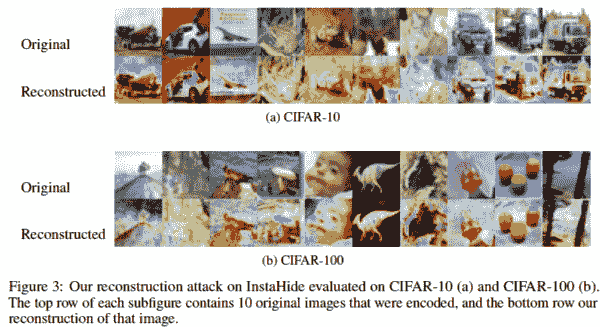 Original
Reconstructed
(a) CIFAR-10
Original
Reconstructed
(b) CIFAR-100
Figure 3: Our reconstruction attack on InstaHide evaluated on CIFAR-10 (a) and CIFAR-100 (b).
The top row of each subfigure contains 10 original images that were encoded, and the bottom row our
reconstruction of that image.